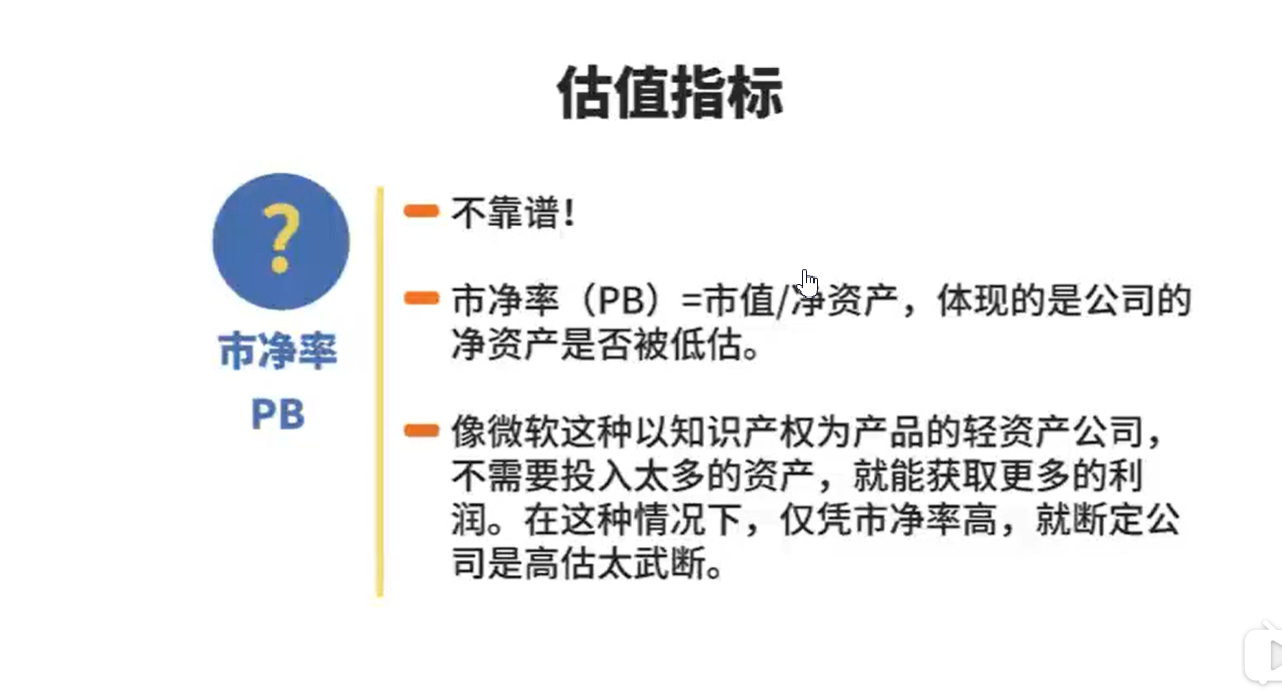 估值指标
?
市净率
PB
不靠谱!
市净率（PB）=市值/净资产，体现的是公司的
净资产是否被低估。
像微软这种以知识产权为产品的轻资产公司，
不需要投入太多的资产，就能获取更多的利
润。在这种情况下，仅凭市净率高，就断定公
司是高估太武断。